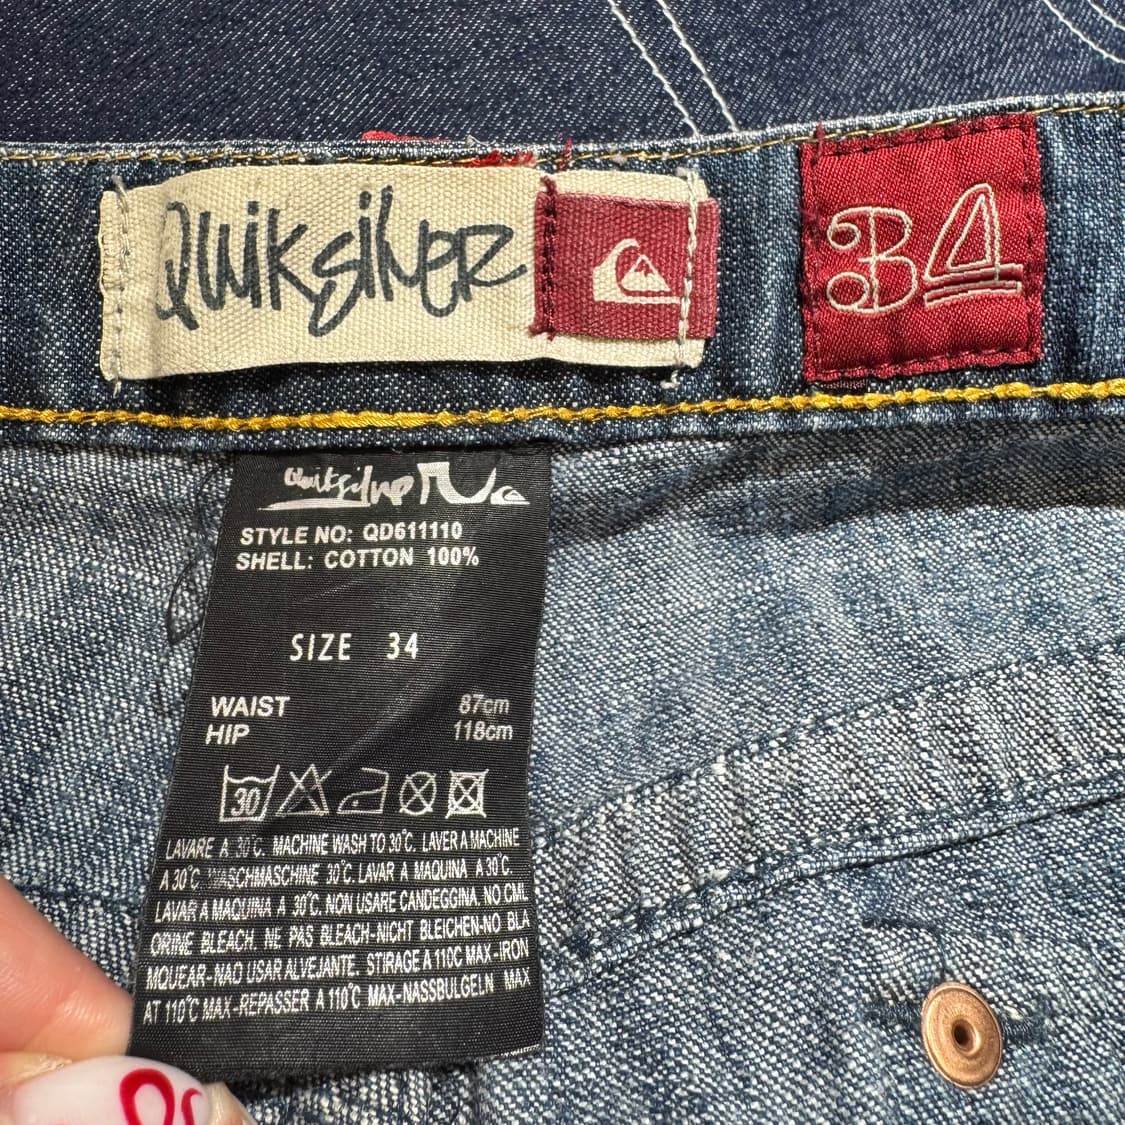 Quiksilver
34
Quiksilver
STYLE NO: QD611110
SHELL: COTTON 100%
SIZE 34
WAIST 87cm
HIP 118cm
30
LAVARE A 30°C. MACHINE WASH TO 30°C. LAVER A MACHINE
A 30°C WASCHMASCHINE 30°C. LAVAR A MAQUINA A 30°C.
LAVAR A MAQUINA A 30°C. NON USARE CANDEGGINA, NO CML
ORINE BLEACH. NE PAS BLEACH-NICHT BLEICHEN-NO BLA
MQUEAR-NAO USAR ALVEJANTE. STIRAGE A 110C MAX-IRON
AT 110°C MAX-REPASSER A 110°C MAX-NASSBULGELN MAX